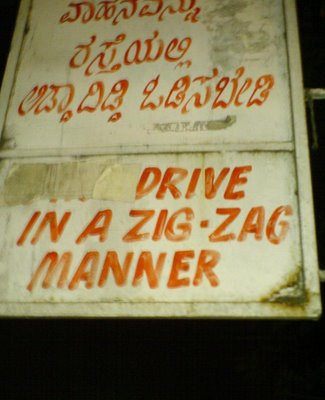 ವಾಹನವನ್ನು
ರಸ್ತೆಯಲ್ಲಿ
ಅಡ್ಡಾದಿಡ್ಡಿ ಓಡಿಸಬೇಡಿ
DRIVE
IN A ZIG-ZAG
MANNER